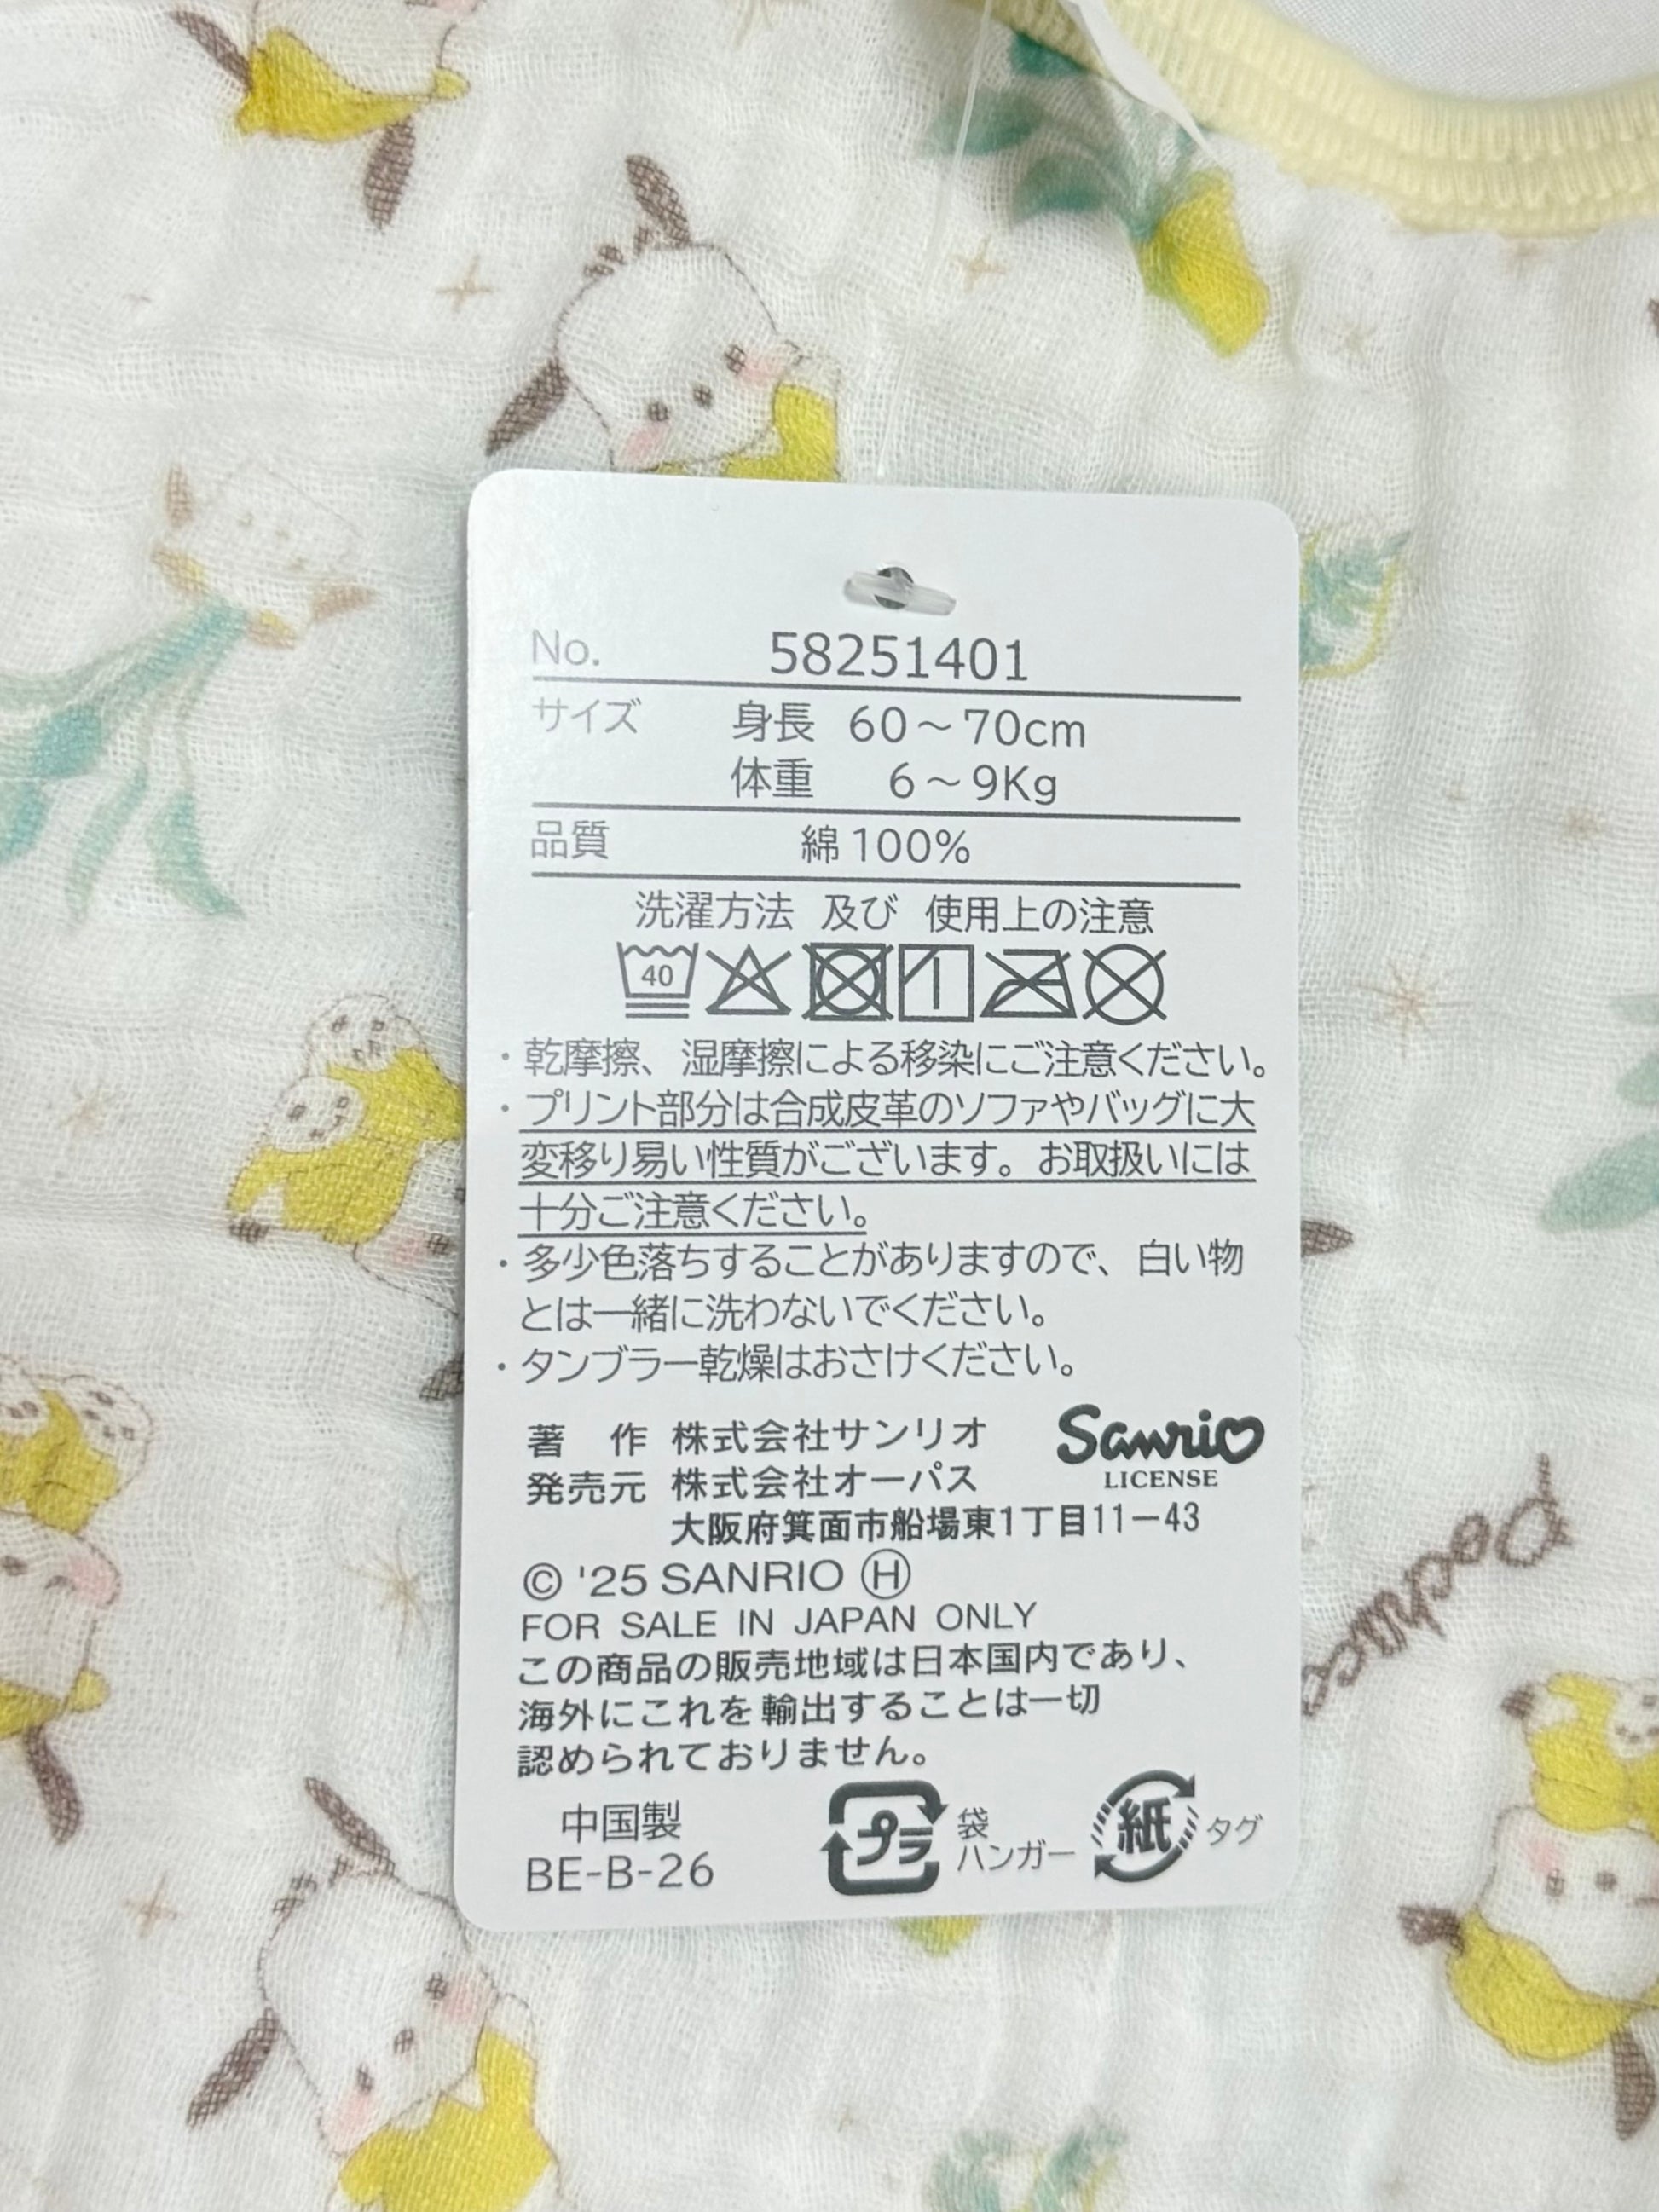 No. 58251401
サイズ 身長 60～70cm
体重 6～9Kg
品質 綿100%
洗濯方法 及び 使用上の注意
40
・乾摩擦、湿摩擦による移染にご注意ください。
・プリント部分は合成皮革のソファやバッグに大
変移り易い性質がございます。お取扱いには
十分ご注意ください。
・多少色落ちすることがありますので、白い物
とは一緒に洗わないでください。
・タンブラー乾燥はおさけください。
著 作 株式会社サンリオ
Sanrio
LICENSE
発売元 株式会社オーパス
大阪府箕面市船場東1丁目11－43
© '25 SANRIO Ⓗ
FOR SALE IN JAPAN ONLY
この商品の販売地域は日本国内であり、
海外にこれを輸出することは一切
認められておりません。
中国製
BE-B-26
プラ 袋
ハンガー
紙 タグ
Pochacco